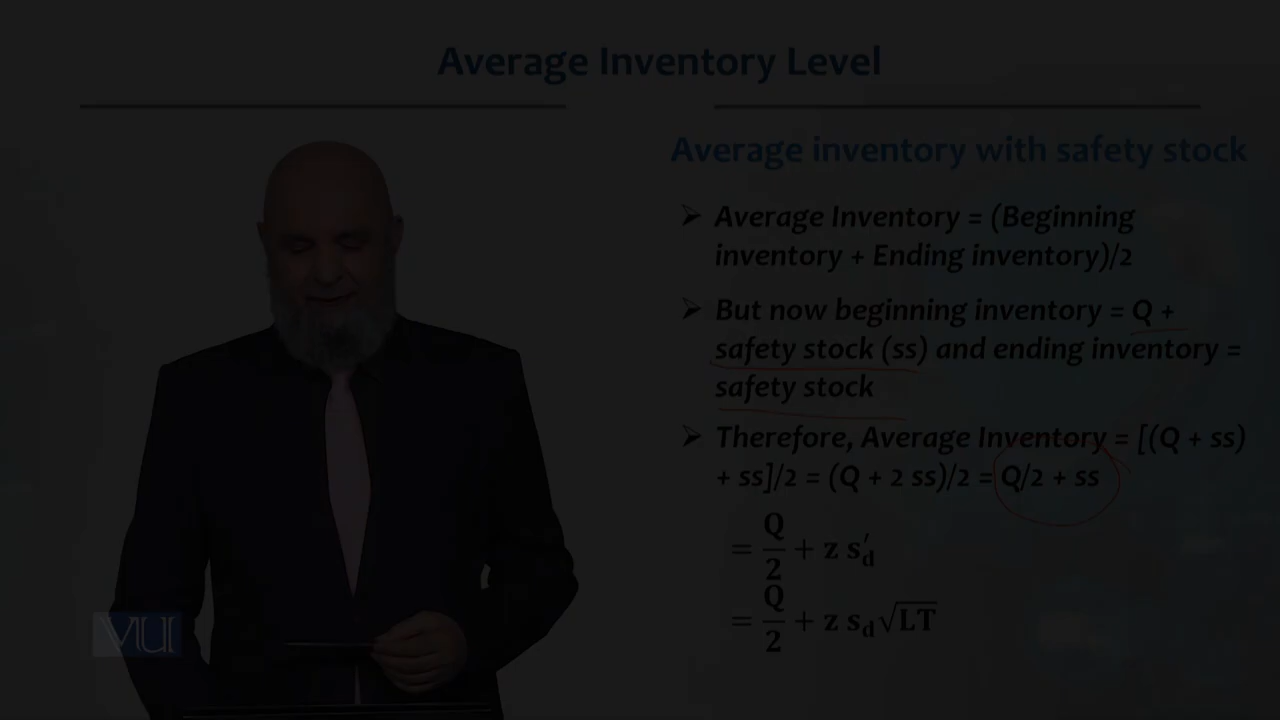 Average Inventory Level
Average inventory with safety stock
➢ Average Inventory = (Beginning
inventory + Ending inventory)/2
➢ But now beginning inventory = Q +
safety stock (ss) and ending inventory =
safety stock
➢ Therefore, Average Inventory = [(Q + ss)
+ ss]/2 = (Q + 2 ss)/2 = Q/2 + ss
= Q/2 + z s′d
= Q/2 + z sd√LT
VU